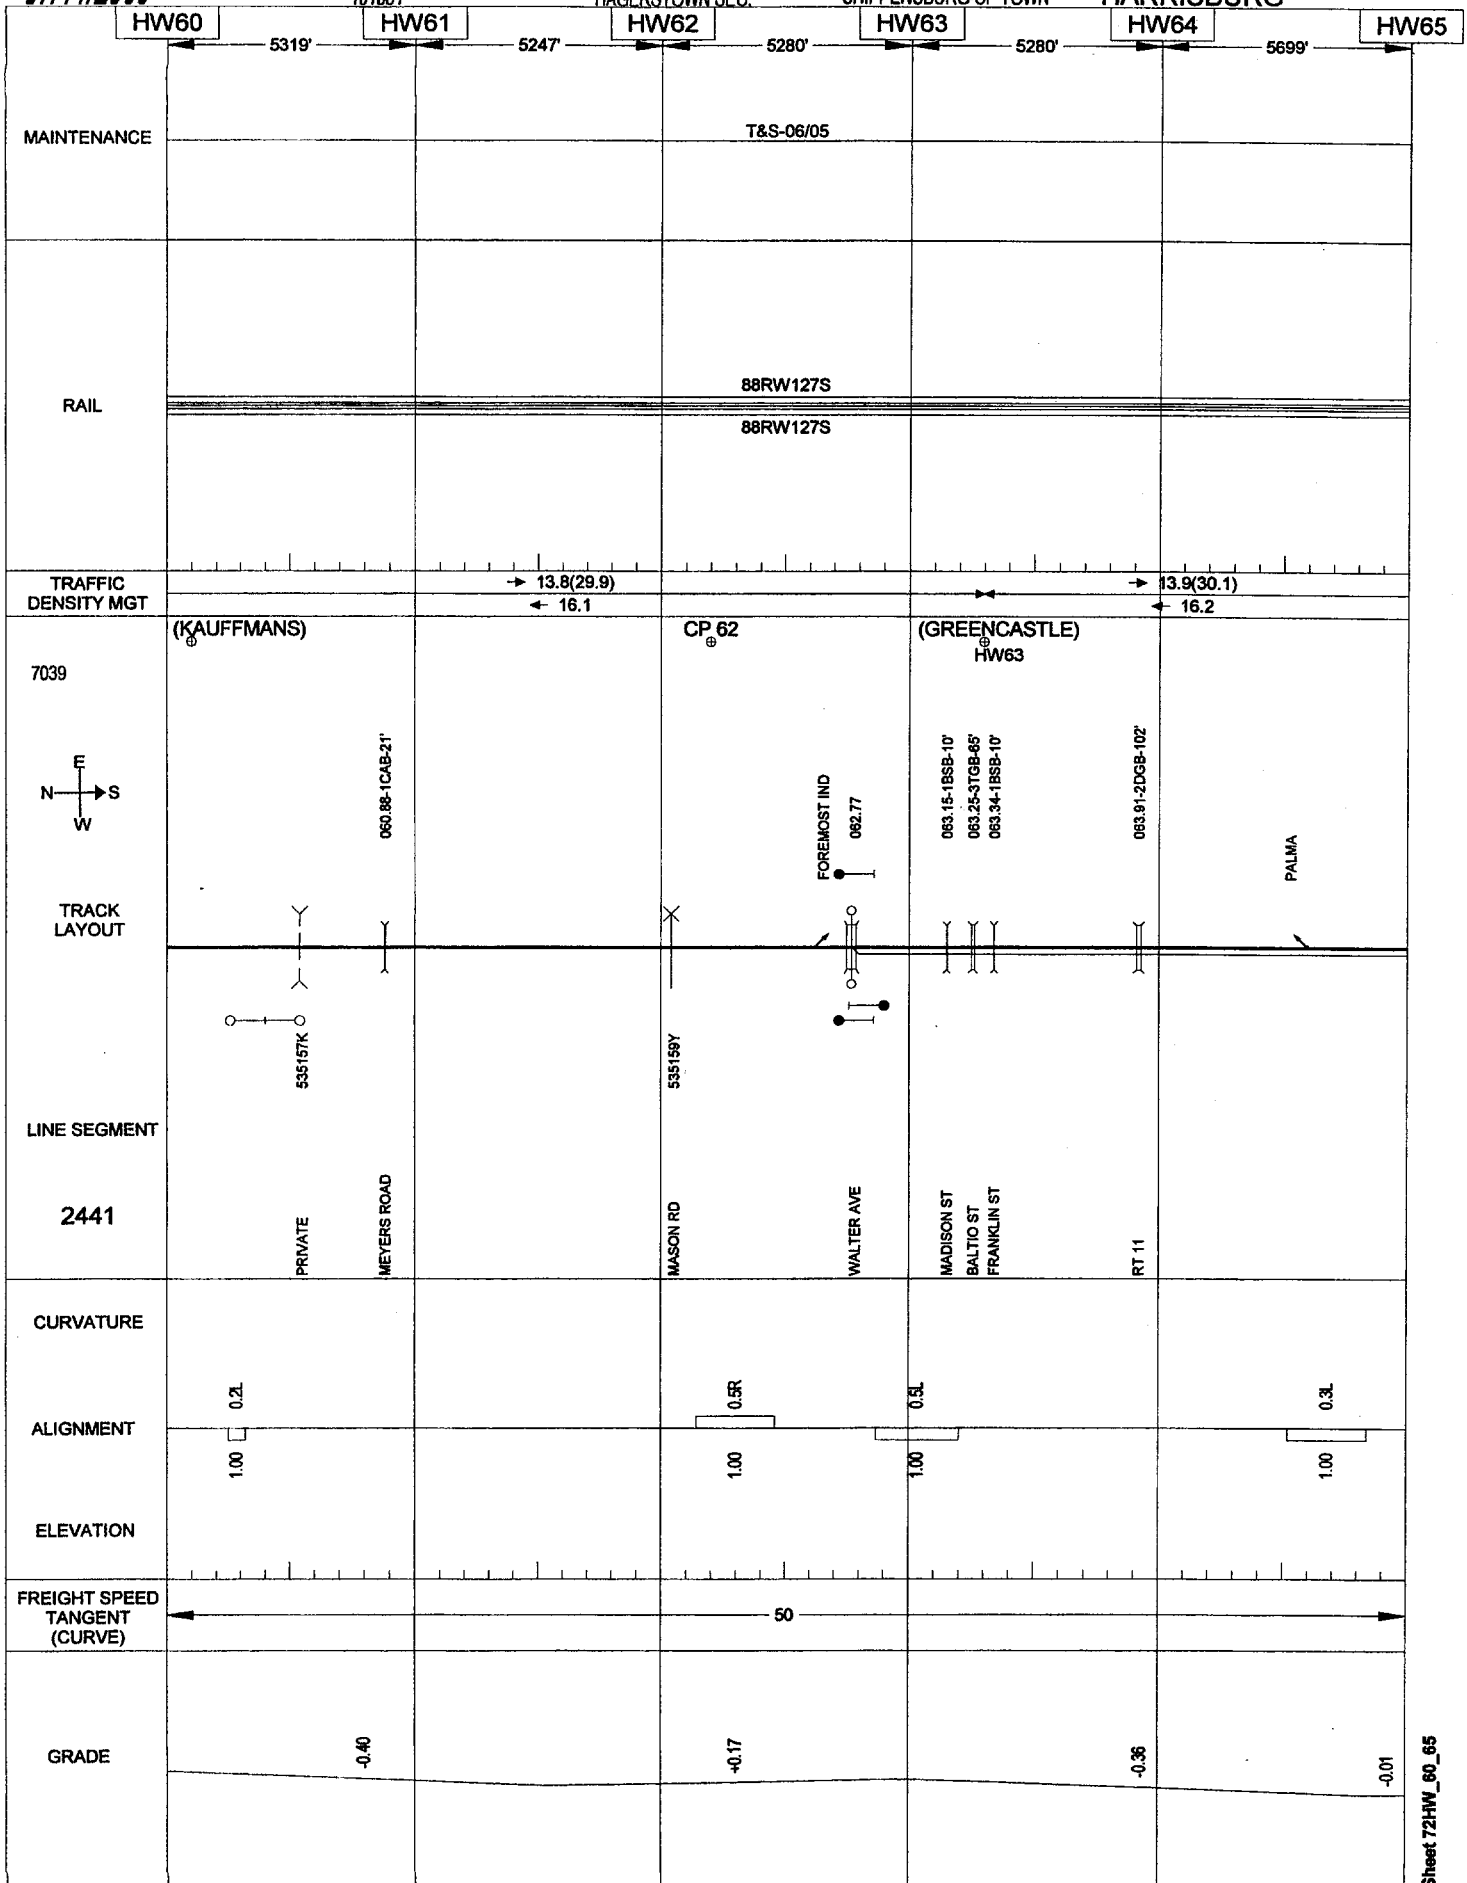 HAGERSTOWN SEC.
HARRISBURG
HW60 HW61 HW62 HW63 HW64 HW65
5319' 5247' 5280' 5280' 5699'
MAINTENANCE
T&S-06/05
RAIL
88RW127S
88RW127S
TRAFFIC
DENSITY MGT
13.8(29.9) 13.9(30.1)
16.1 16.2
(KAUFFMANS) CP 62 (GREENCASTLE)
HW63
7039
E
N S
W
060.88-1CAB-21'
FOREMOST IND
062.77
063.15-1BSB-10'
063.25-3TGB-65'
063.34-1BSB-10'
063.91-2DGB-102'
PALMA
TRACK
LAYOUT
535157K
535159Y
LINE SEGMENT
2441
PRIVATE
MEYERS ROAD
MASON RD
WALTER AVE
MADISON ST
BALTIO ST
FRANKLIN ST
RT 11
CURVATURE
0.2L 0.5R 0.5L 0.3L
ALIGNMENT
1.00 1.00 1.00 1.00
ELEVATION
FREIGHT SPEED
TANGENT
(CURVE)
50
GRADE
-0.40 +0.17 -0.36 -0.01
Sheet 72HW_60_65